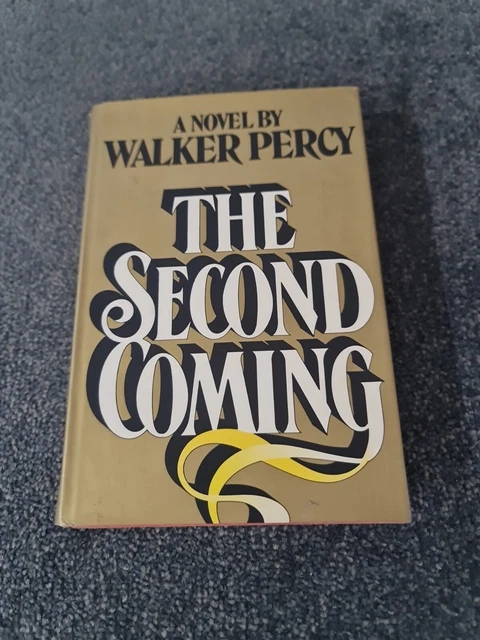 A NOVEL BY
WALKER PERCY
THE
SECOND
COMING